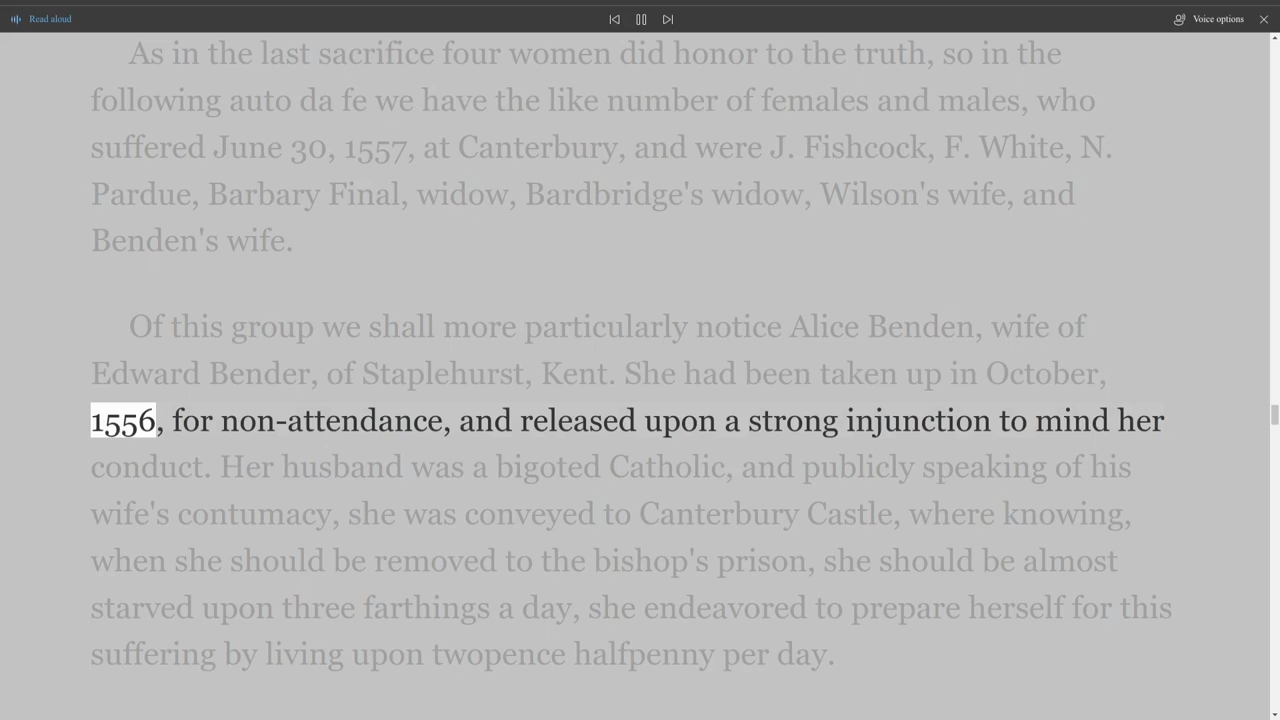 Read aloud
Voice options
As in the last sacrifice four women did honor to the truth, so in the
following auto da fe we have the like number of females and males, who
suffered June 30, 1557, at Canterbury, and were J. Fishcock, F. White, N.
Pardue, Barbary Final, widow, Bardbridge's widow, Wilson's wife, and
Benden's wife.
Of this group we shall more particularly notice Alice Benden, wife of
Edward Bender, of Staplehurst, Kent. She had been taken up in October,
1556, for non-attendance, and released upon a strong injunction to mind her
conduct. Her husband was a bigoted Catholic, and publicly speaking of his
wife's contumacy, she was conveyed to Canterbury Castle, where knowing,
when she should be removed to the bishop's prison, she should be almost
starved upon three farthings a day, she endeavored to prepare herself for this
suffering by living upon twopence halfpenny per day.